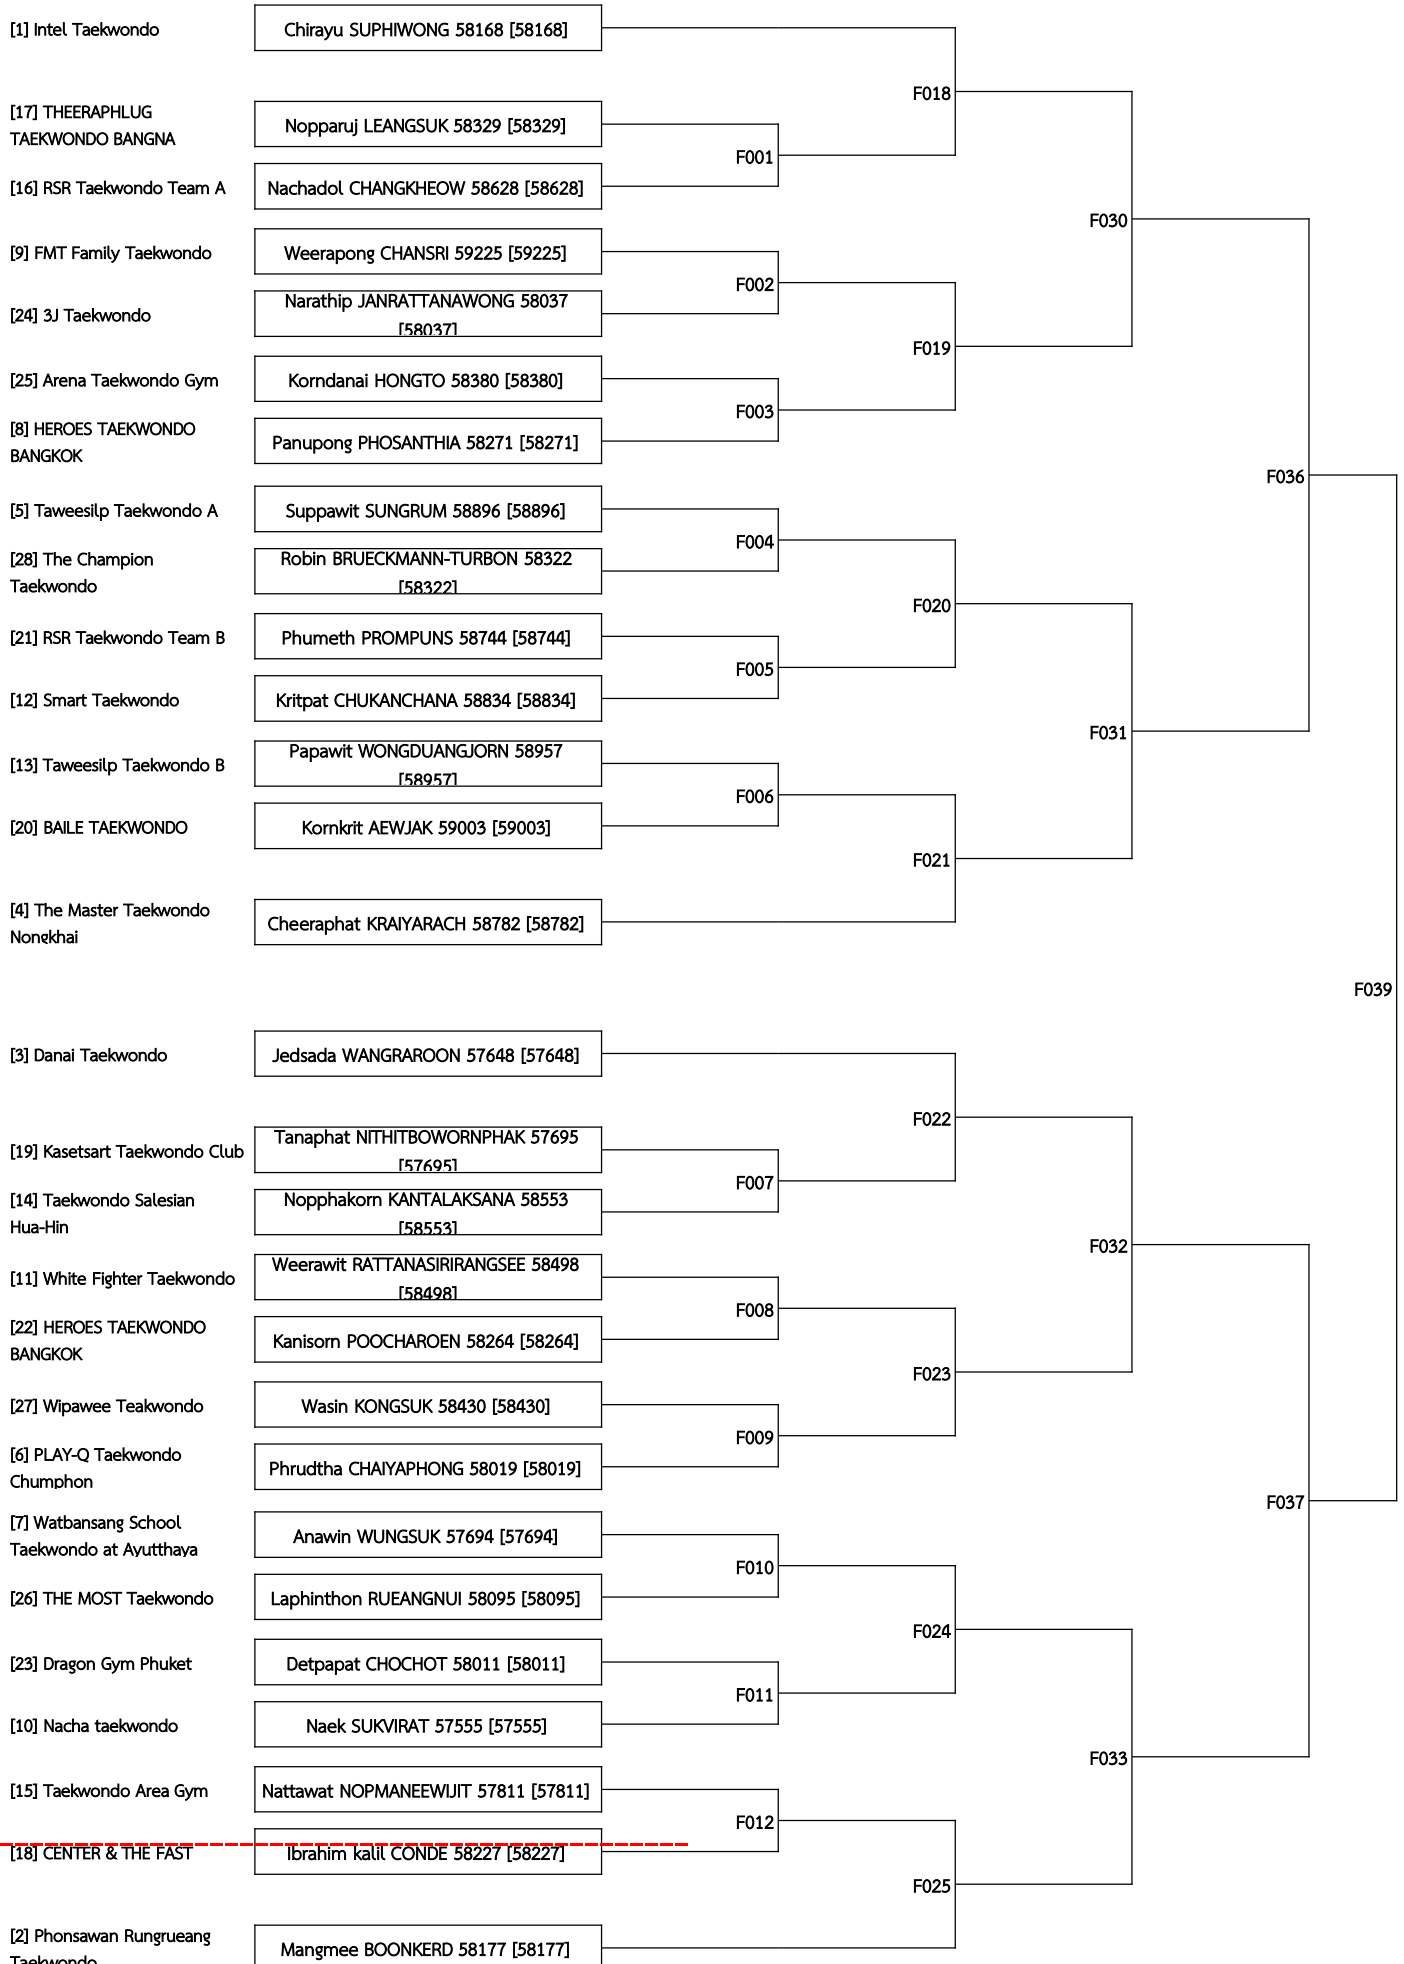 [1] Intel Taekwondo
Chirayu SUPHIWONG 58168 [58168]
F018
[17] THEERAPHLUG
TAEKWONDO BANGNA
Nopparuj LEANGSUK 58329 [58329]
F001
[16] RSR Taekwondo Team A
Nachadol CHANGKHEOW 58628 [58628]
F030
[9] FMT Family Taekwondo
Weerapong CHANSRI 59225 [59225]
F002
[24] 3J Taekwondo
Narathip JANRATTANAWONG 58037
[58037]
F019
[25] Arena Taekwondo Gym
Korndanai HONGTO 58380 [58380]
F003
[8] HEROES TAEKWONDO
BANGKOK
Panupong PHOSANTHIA 58271 [58271]
F036
[5] Taweesilp Taekwondo A
Suppawit SUNGRUM 58896 [58896]
F004
[28] The Champion
Taekwondo
Robin BRUECKMANN-TURBON 58322
[58322]
F020
[21] RSR Taekwondo Team B
Phumeth PROMPUNS 58744 [58744]
F005
[12] Smart Taekwondo
Kritpat CHUKANCHANA 58834 [58834]
F031
[13] Taweesilp Taekwondo B
Papawit WONGDUANGJORN 58957
[58957]
F006
[20] BAILE TAEKWONDO
Kornkrit AEWJAK 59003 [59003]
F021
[4] The Master Taekwondo
Nongkhai
Cheeraphat KRAIYARACH 58782 [58782]
F039
[3] Danai Taekwondo
Jedsada WANGRAROON 57648 [57648]
F022
[19] Kasetsart Taekwondo Club
Tanaphat NITHITBOWORNPHAK 57695
[57695]
F007
[14] Taekwondo Salesian
Hua-Hin
Nopphakorn KANTALAKSANA 58553
[58553]
F032
[11] White Fighter Taekwondo
Weerawit RATTANASIRIRANGSEE 58498
[58498]
F008
[22] HEROES TAEKWONDO
BANGKOK
Kanisorn POOCHAROEN 58264 [58264]
F023
[27] Wipawee Teakwondo
Wasin KONGSUK 58430 [58430]
F009
[6] PLAY-Q Taekwondo
Chumphon
Phrudtha CHAIYAPHONG 58019 [58019]
F037
[7] Watbansang School
Taekwondo at Ayutthaya
Anawin WUNGSUK 57694 [57694]
F010
[26] THE MOST Taekwondo
Laphinthon RUEANGNUI 58095 [58095]
F024
[23] Dragon Gym Phuket
Detpapat CHOCHOT 58011 [58011]
F011
[10] Nacha taekwondo
Naek SUKVIRAT 57555 [57555]
F033
[15] Taekwondo Area Gym
Nattawat NOPMANEEWIJIT 57811 [57811]
F012
[18] CENTER & THE FAST
Ibrahim kalil CONDE 58227 [58227]
F025
[2] Phonsawan Rungrueang
Taekwondo
Mangmee BOONKERD 58177 [58177]